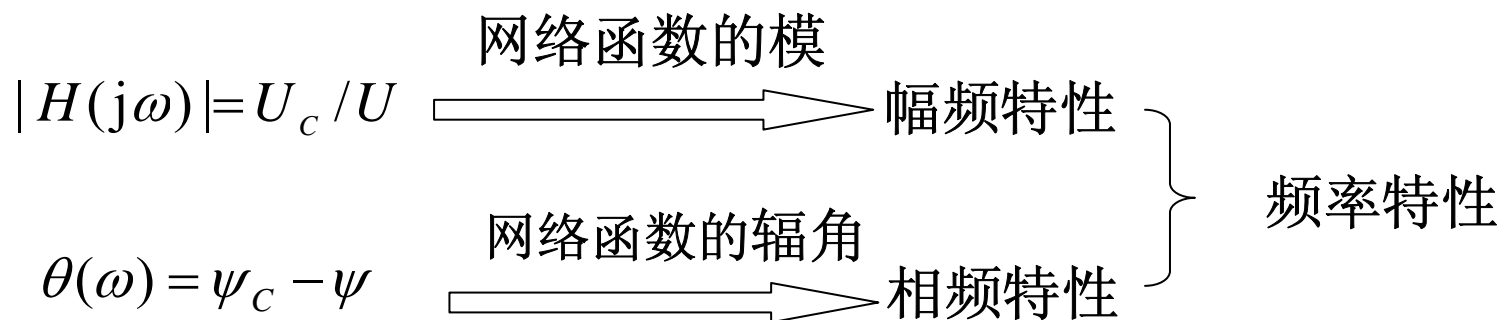 网络函数的模
|H(jω)|=U_C/U
幅频特性
频率特性
网络函数的辐角
θ(ω)=ψ_C−ψ
相频特性